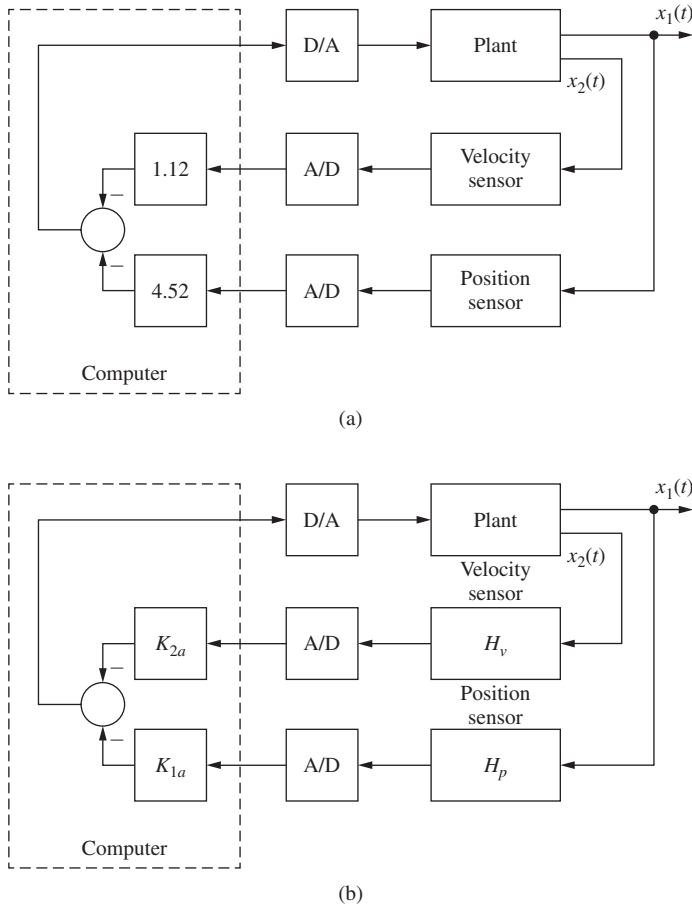 x₁(t)
D/A
Plant
x₂(t)
1.12
A/D
Velocity
sensor
–
–
4.52
A/D
Position
sensor
Computer
(a)
x₁(t)
D/A
Plant
x₂(t)
Velocity
sensor
K₂ₐ
A/D
Hᵥ
–
Position
sensor
–
K₁ₐ
A/D
Hₚ
Computer
(b)